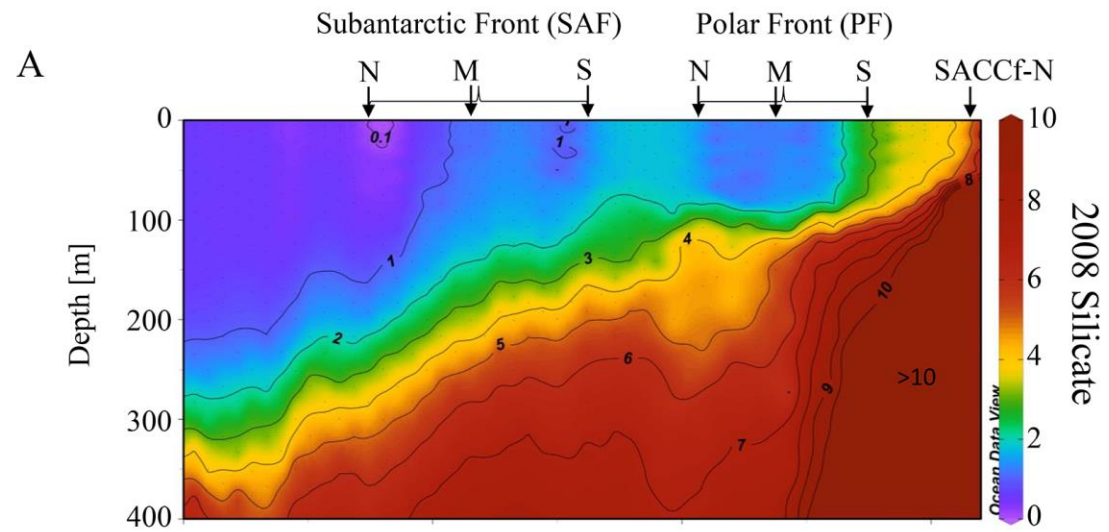 Subantarctic Front (SAF) Polar Front (PF)
A
N M S N M S SACCf-N
0 0.1 1 10
8
100 1 3 4 8
Depth [m]
200 2 5 10 6
6 9 >10 4
300 7 2
400 0
2008 Silicate
Ocean Data View